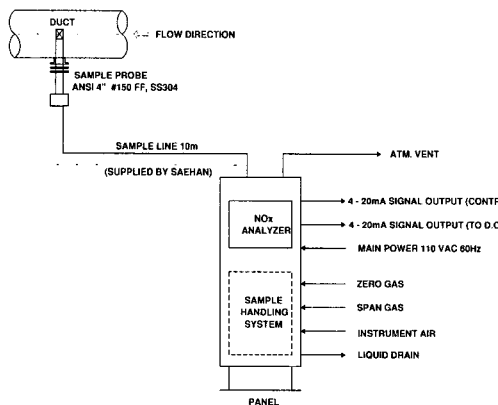 DUCT
FLOW DIRECTION
SAMPLE PROBE
ANSI 4" #150 FF, SS304
SAMPLE LINE 10m
(SUPPLIED BY SAEHAN)
ATM. VENT
NOx
ANALYZER
4 - 20mA SIGNAL OUTPUT (CONTR
4 - 20mA SIGNAL OUTPUT (TO D.C
MAIN POWER 110 VAC 60Hz
SAMPLE
HANDLING
SYSTEM
ZERO GAS
SPAN GAS
INSTRUMENT AIR
LIQUID DRAIN
PANEL